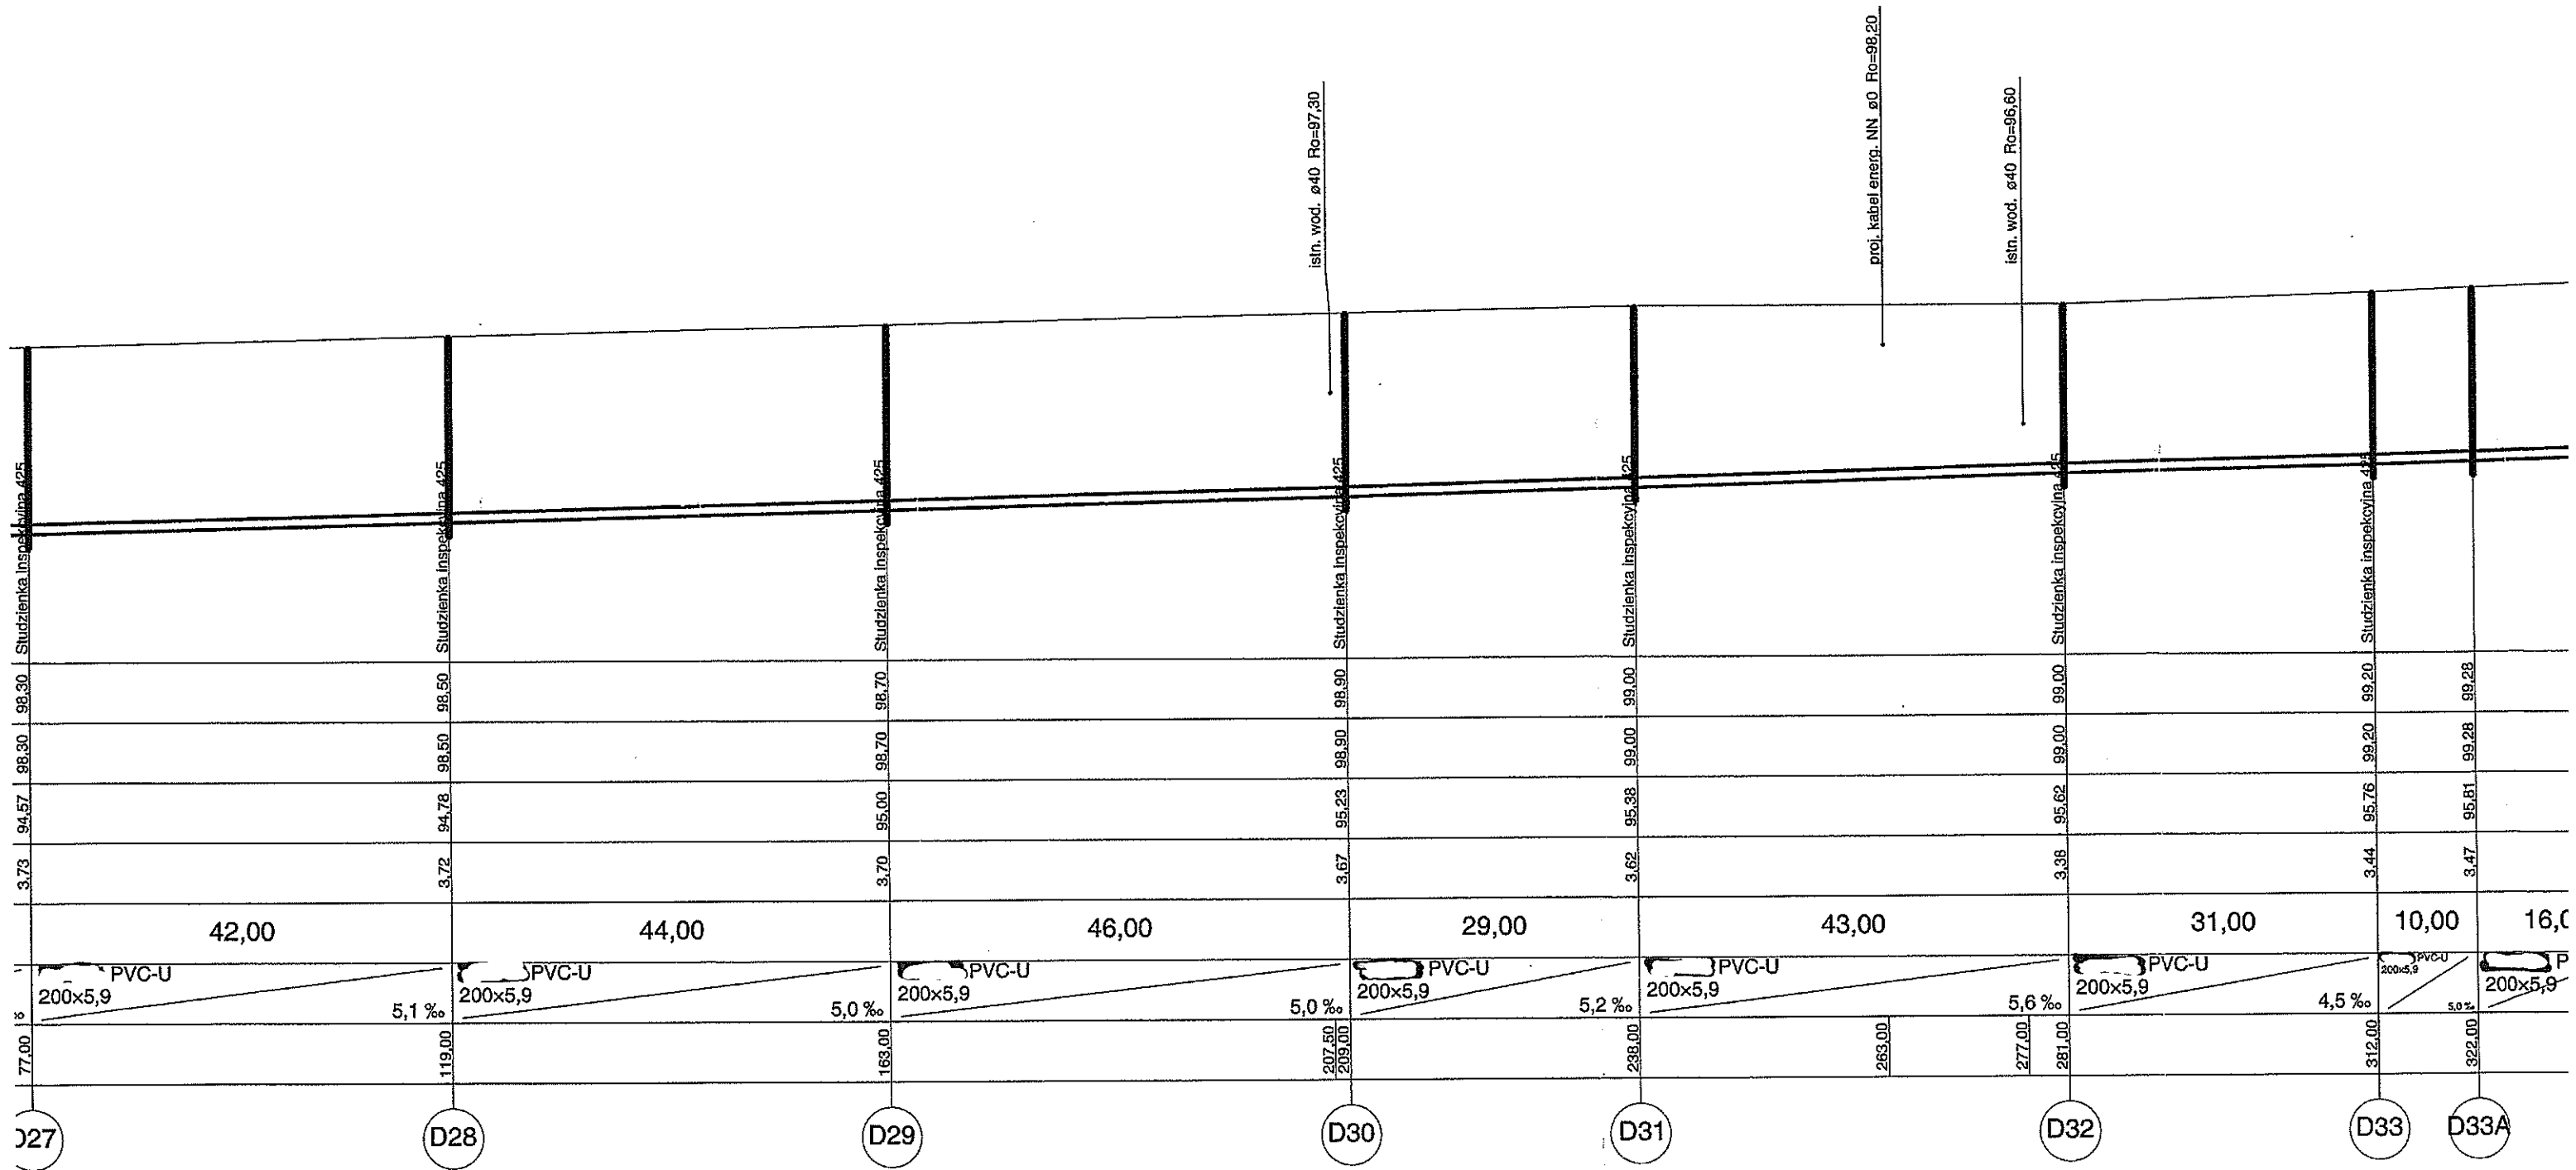 istn. wod. ø40 Ro=97,30
proj. kabel energ. NN ø0 Ro=98,20
istn. wod. ø40 Ro=96,60
Studzienka inspekcyjna 425
Studzienka inspekcyjna 425
Studzienka inspekcyjna 425
Studzienka inspekcyjna 425
Studzienka inspekcyjna 425
Studzienka inspekcyjna 425
Studzienka inspekcyjna 425
98,30 98,50 98,70 98,90 99,00 99,00 99,20 99,28
98,30 98,50 98,70 98,90 99,00 99,00 99,20 99,28
94,57 94,78 95,00 95,23 95,38 95,62 95,76 95,81
3,73 3,72 3,70 3,67 3,62 3,38 3,44 3,47
42,00 44,00 46,00 29,00 43,00 31,00 10,00 16,0
PVC-U PVC-U PVC-U PVC-U PVC-U PVC-U PVC-U P
200×5,9 200×5,9 200×5,9 200×5,9 200×5,9 200×5,9 200×5,9 200×5,9
5,1 ‰ 5,0 ‰ 5,0 ‰ 5,2 ‰ 5,6 ‰ 4,5 ‰ 5,0 ‰
77,00 119,00 163,00 207,50 209,00 238,00 263,00 277,00 281,00 312,00 322,00
D27 D28 D29 D30 D31 D32 D33 D33A